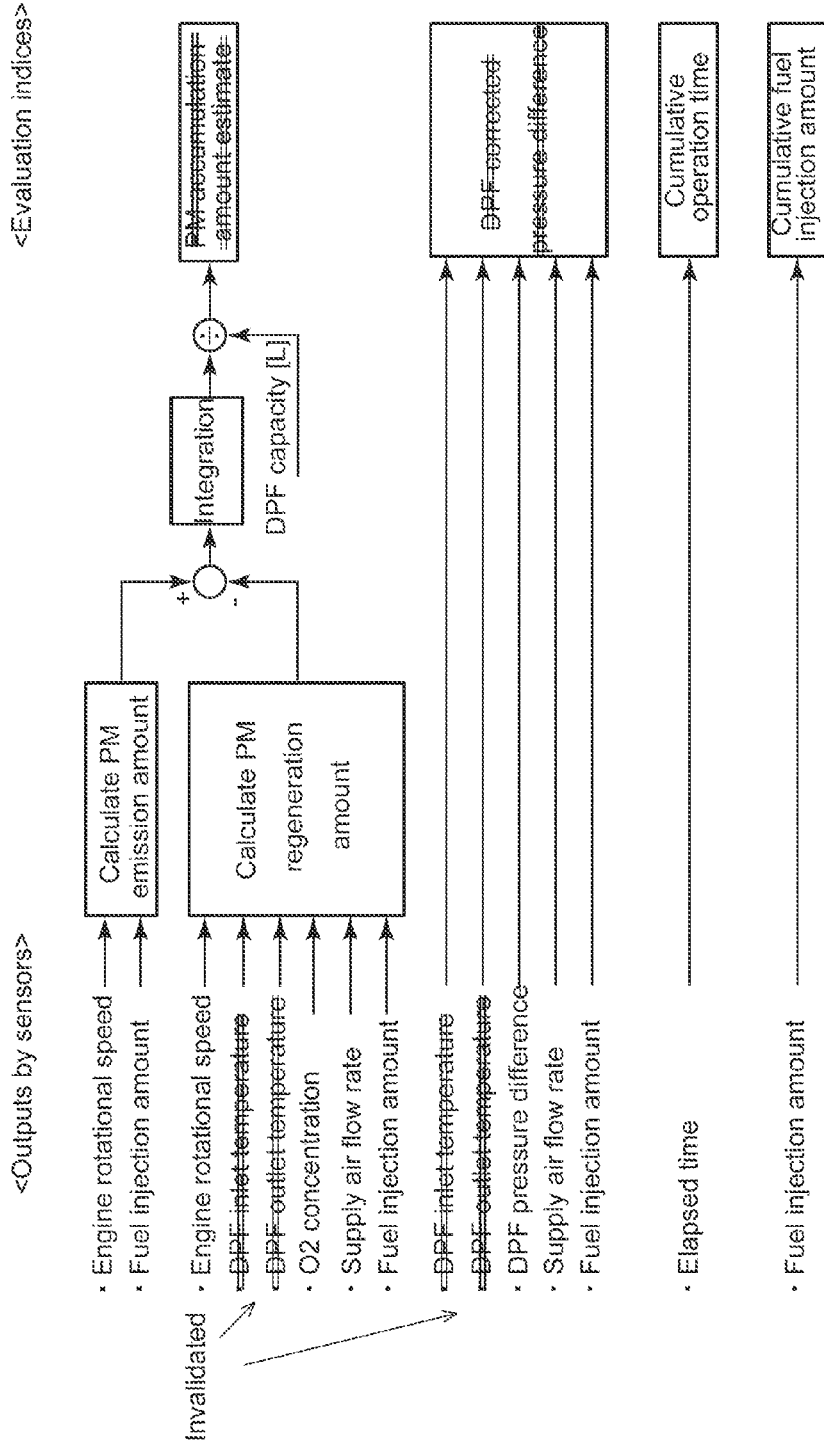 <Outputs by sensors>
<Evaluation indices>
Invalidated
• Engine rotational speed
• Fuel injection amount
Calculate PM
emission amount
• Engine rotational speed
• DPF inlet temperature
• DPF outlet temperature
• O2 concentration
• Supply air flow rate
• Fuel injection amount
Calculate PM
regeneration
amount
+
-
Integration
÷
DPF capacity [L]
PM accumulation
amount estimate
• DPF inlet temperature
• DPF outlet temperature
• DPF pressure difference
• Supply air flow rate
• Fuel injection amount
DPF corrected
pressure difference
• Elapsed time
Cumulative
operation time
• Fuel injection amount
Cumulative fuel
injection amount